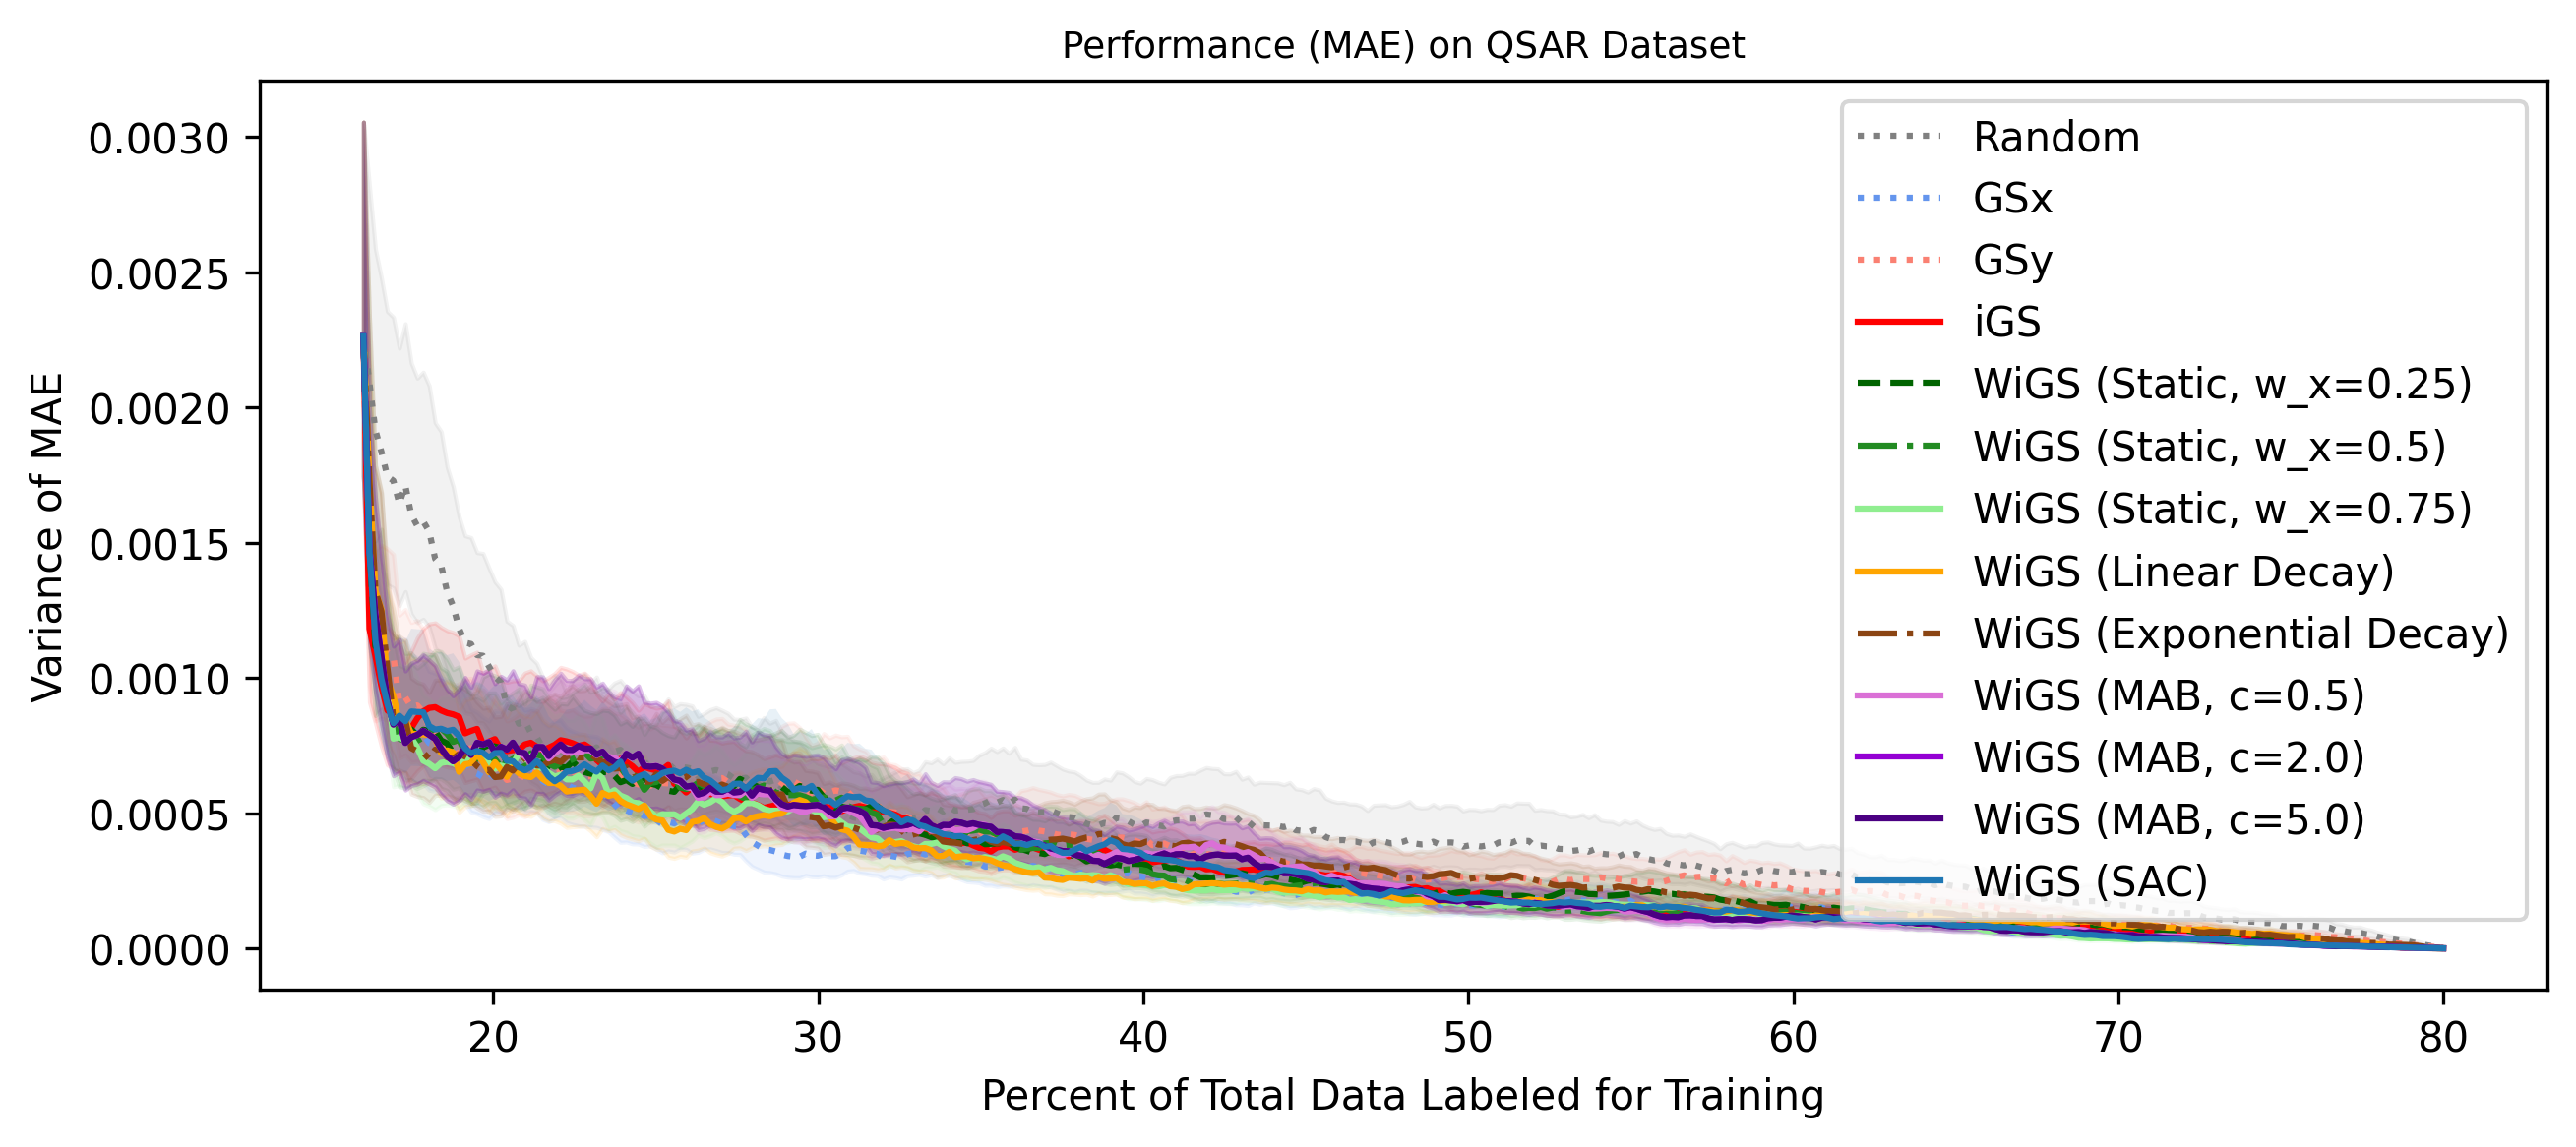 Performance (MAE) on QSAR Dataset
Variance of MAE
0.0030
0.0025
0.0020
0.0015
0.0010
0.0005
0.0000
20 30 40 50 60 70 80
Percent of Total Data Labeled for Training
Random
GSx
GSy
iGS
WiGS (Static, w_x=0.25)
WiGS (Static, w_x=0.5)
WiGS (Static, w_x=0.75)
WiGS (Linear Decay)
WiGS (Exponential Decay)
WiGS (MAB, c=0.5)
WiGS (MAB, c=2.0)
WiGS (MAB, c=5.0)
WiGS (SAC)